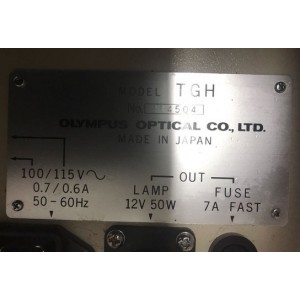 MODEL TGH
OLYMPUS OPTICAL CO., LTD.
MADE IN JAPAN
100/115V∿
0.7/0.6A
50-60Hz
OUT
LAMP
12V 50W
FUSE
7A FAST